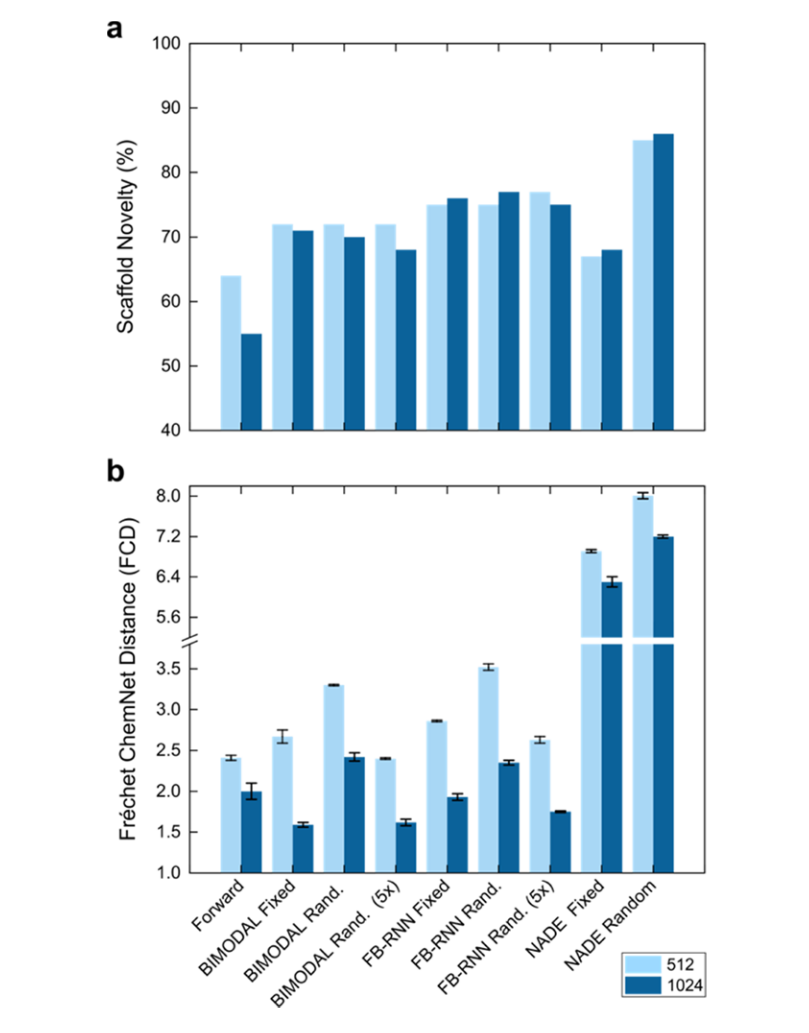 a
100
90
80
70
60
50
40
Scaffold Novelty (%)
b
8.0
7.2
6.4
5.6
3.5
3.0
2.5
2.0
1.5
1.0
Fréchet ChemNet Distance (FCD)
Forward
BIMODAL Fixed
BIMODAL Rand.
BIMODAL Rand. (5x)
FB-RNN Fixed
FB-RNN Rand.
FB-RNN Rand. (5x)
NADE Fixed
NADE Random
512
1024